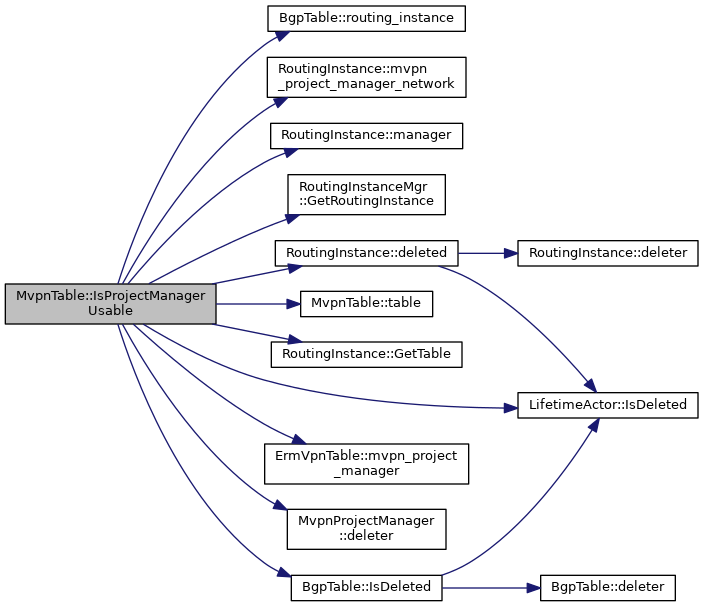 BgpTable::routing_instance
RoutingInstance::mvpn
_project_manager_network
RoutingInstance::manager
RoutingInstanceMgr
::GetRoutingInstance
RoutingInstance::deleted
RoutingInstance::deleter
MvpnTable::IsProjectManager
Usable
MvpnTable::table
RoutingInstance::GetTable
LifetimeActor::IsDeleted
ErmVpnTable::mvpn_project
_manager
MvpnProjectManager
::deleter
BgpTable::IsDeleted
BgpTable::deleter